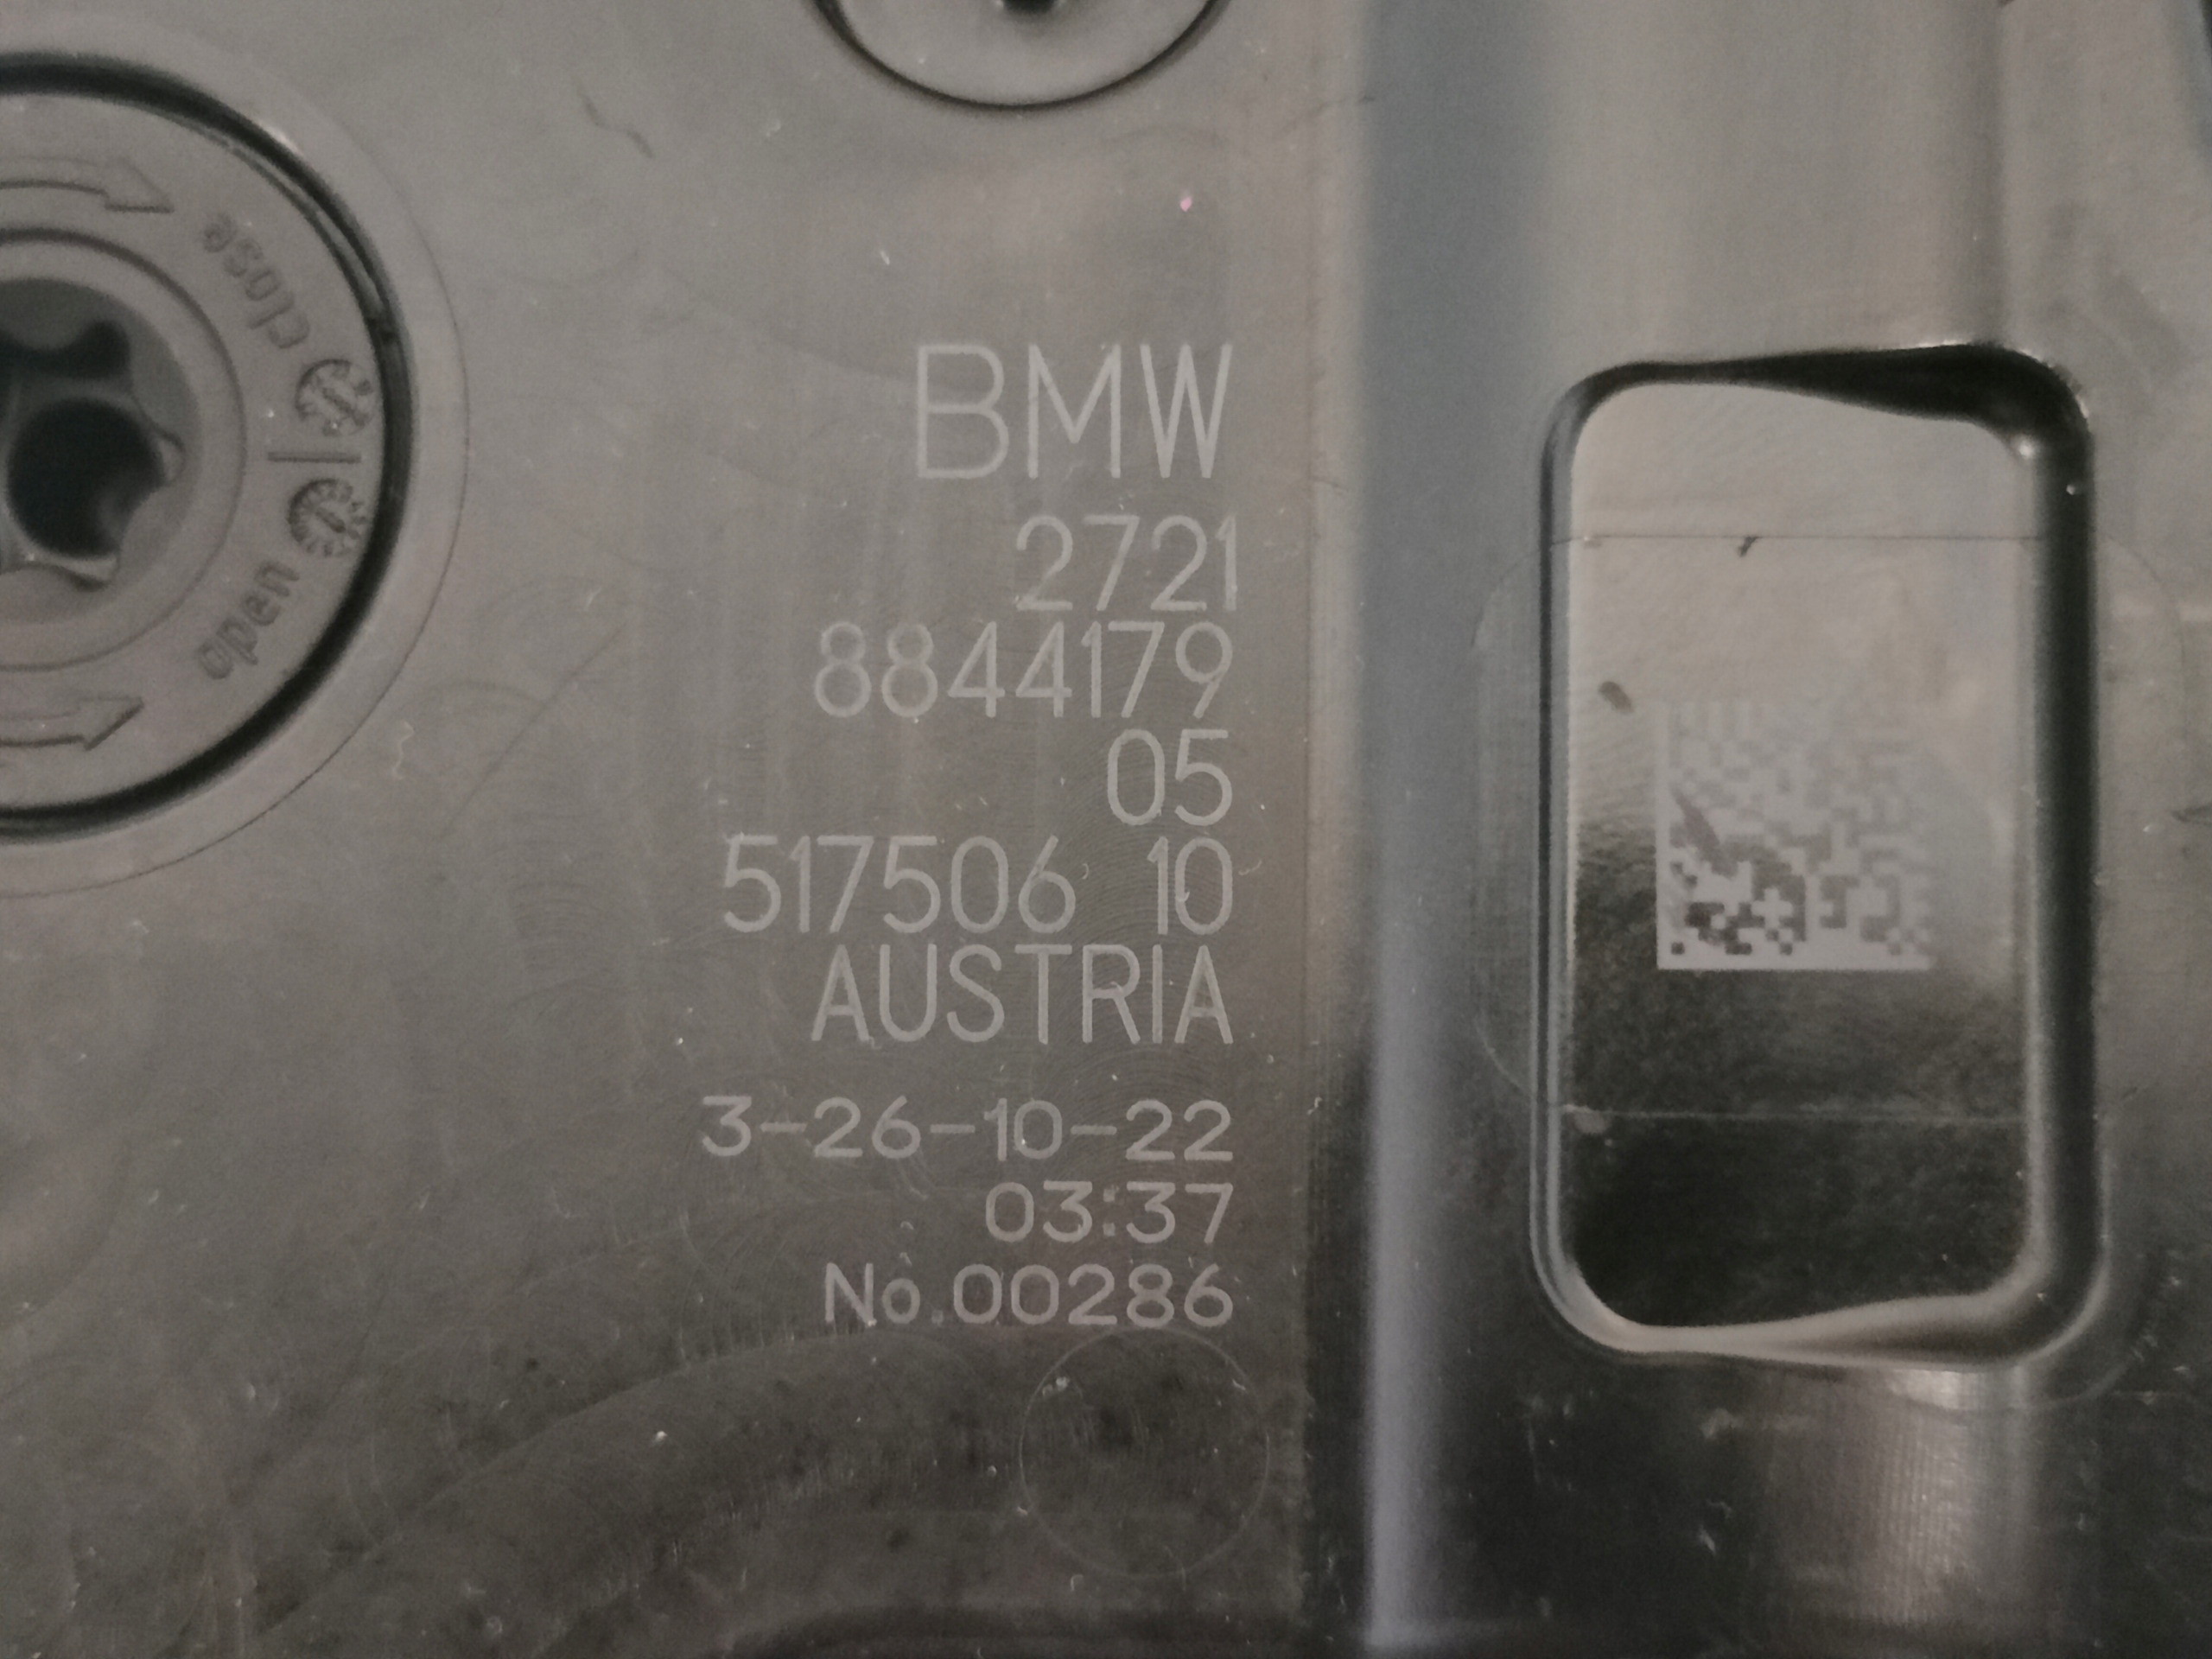 close
open
BMW
2721
8844179
05
517506 10
AUSTRIA
3-26-10-22
03:37
No.00286